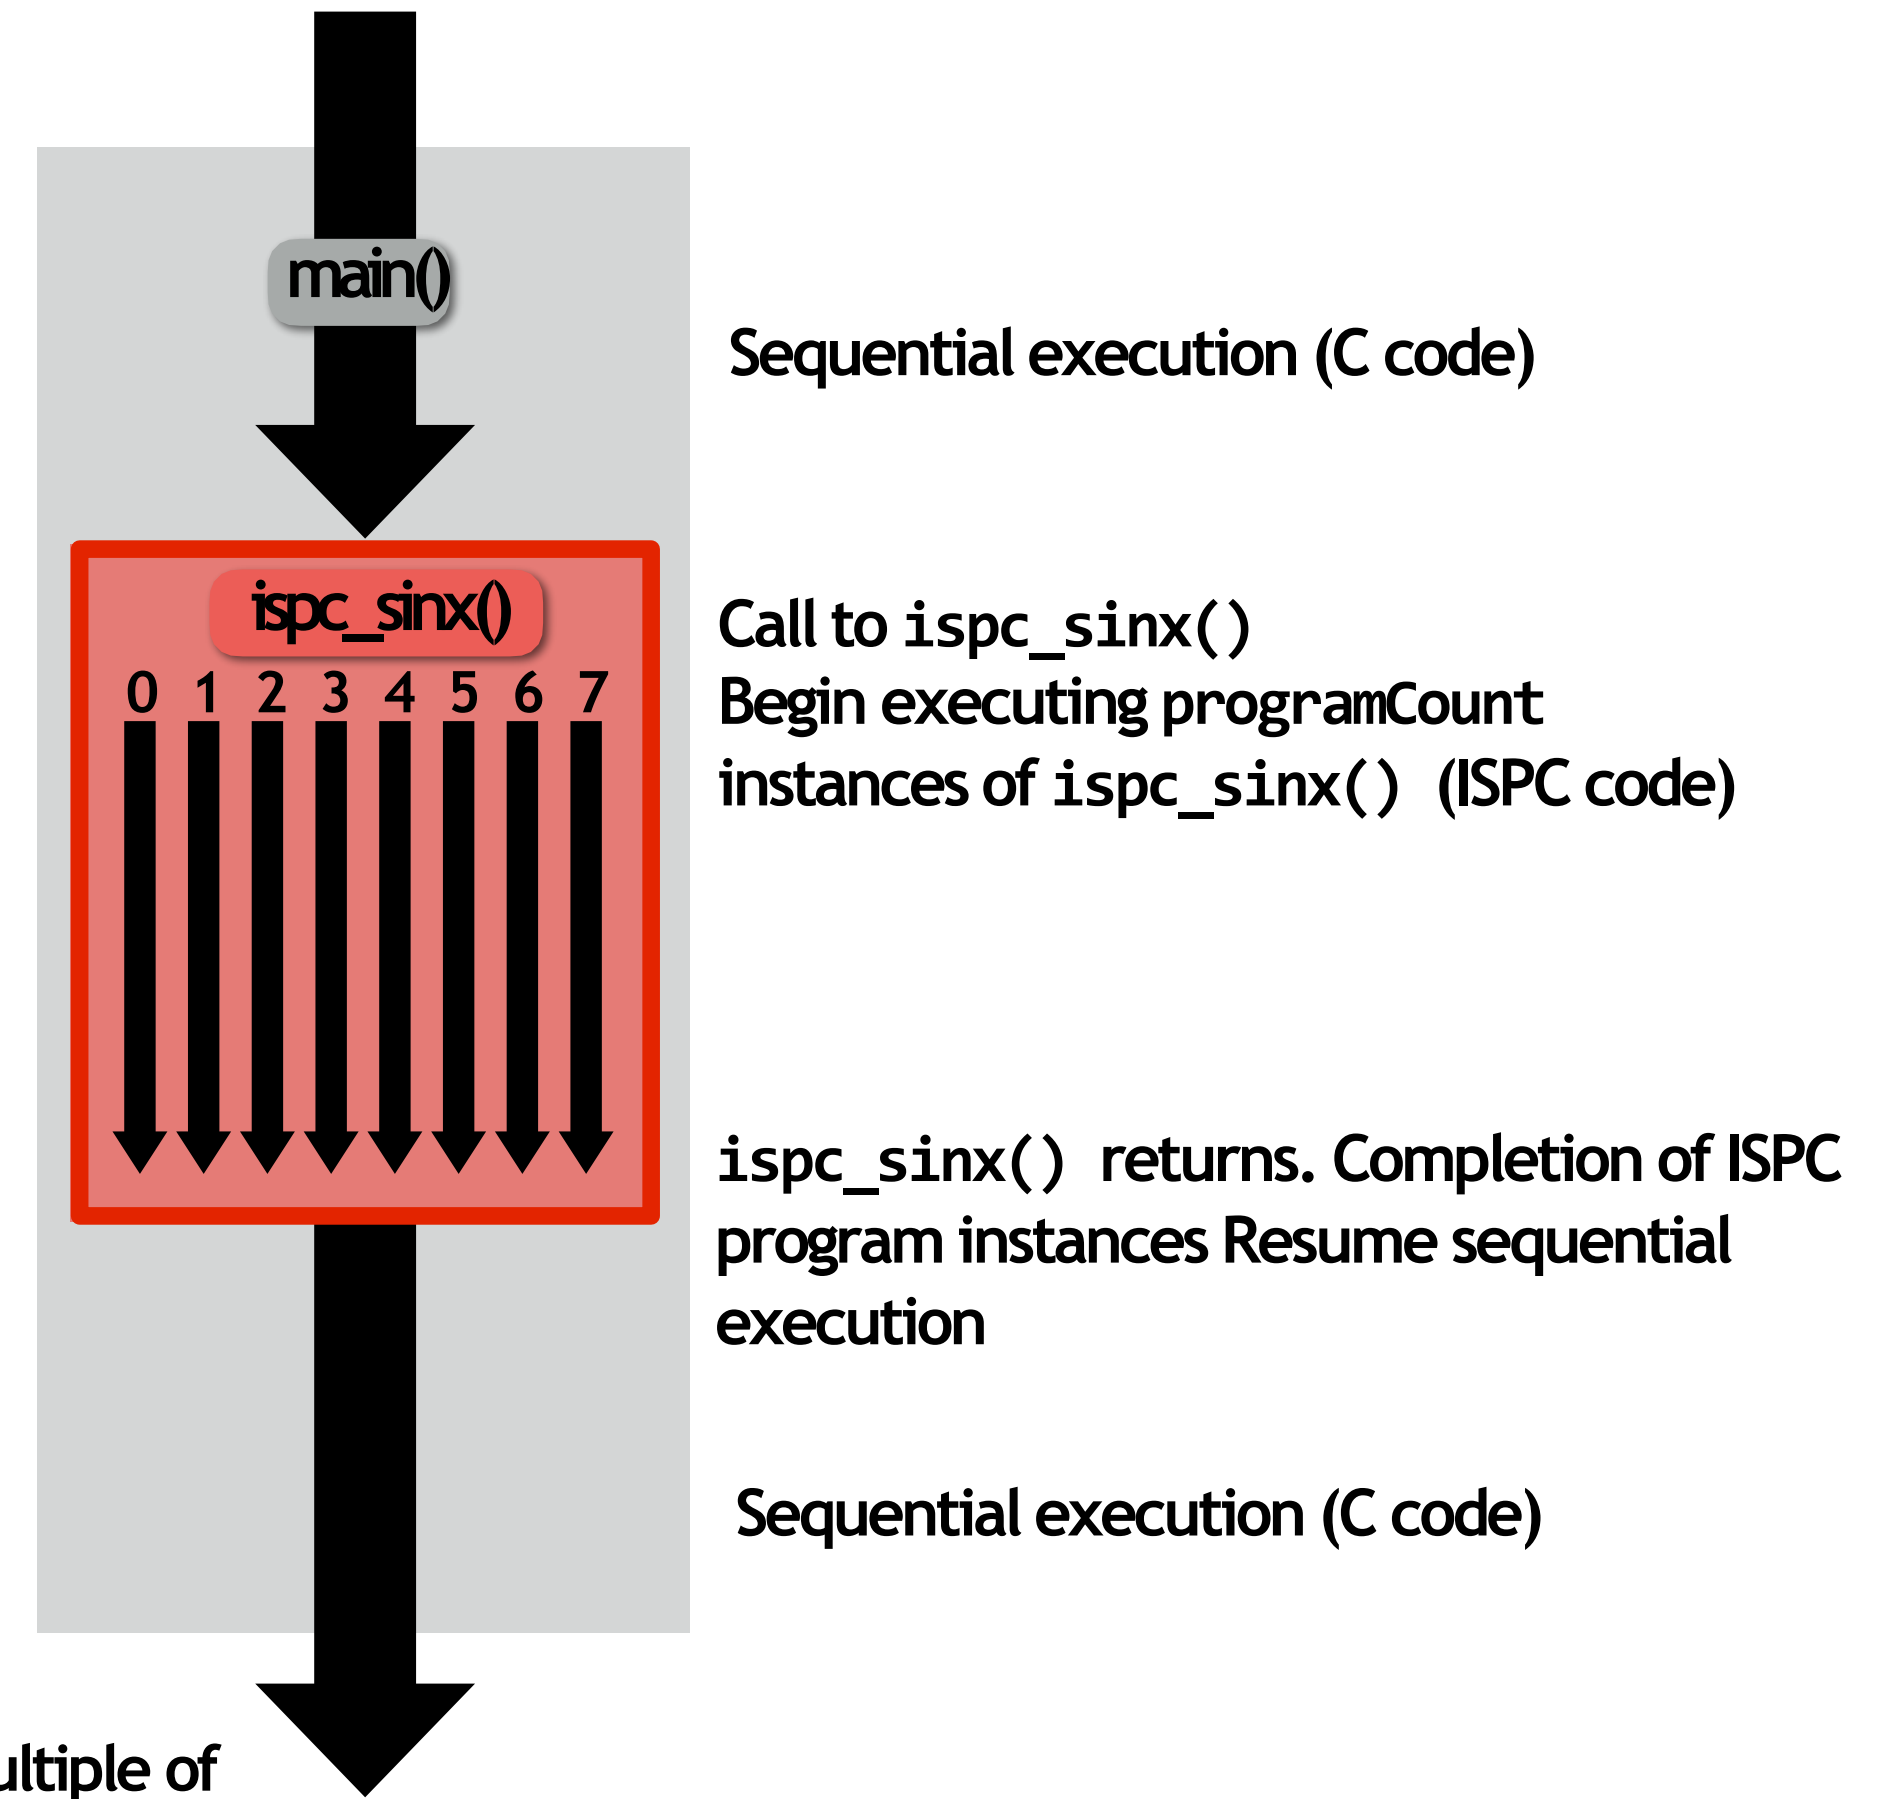 main()
Sequential execution (C code)
ispc_sinx()
0 1 2 3 4 5 6 7
Call to ispc_sinx()
Begin executing programCount
instances of ispc_sinx() (ISPC code)
ispc_sinx() returns. Completion of ISPC
program instances Resume sequential
execution
Sequential execution (C code)
ultiple of